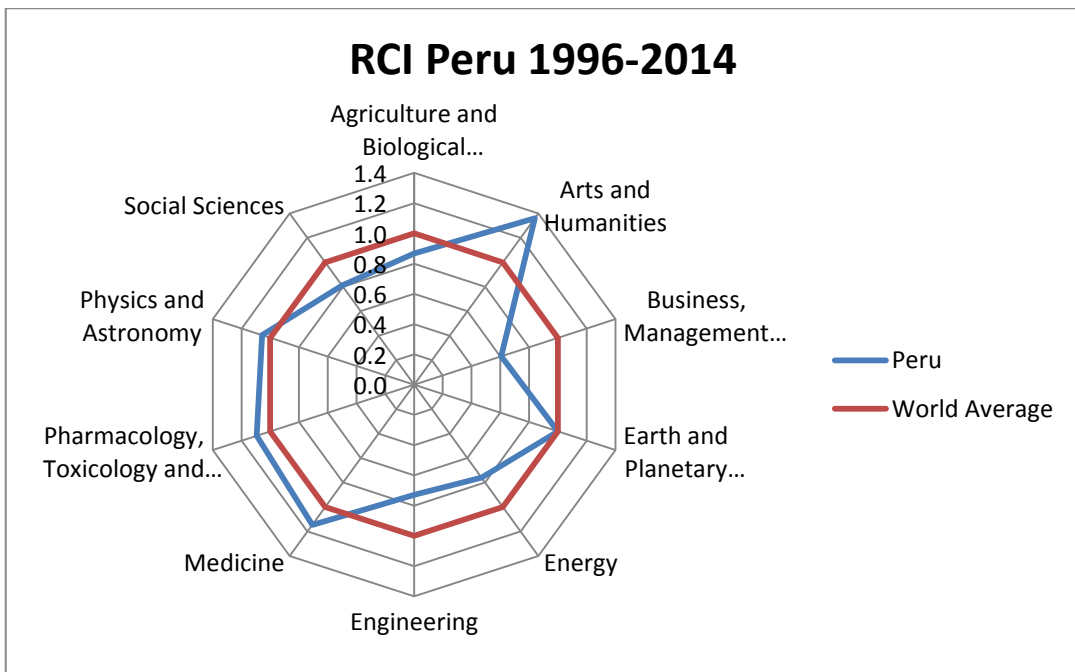 RCI Peru 1996-2014
Agriculture and
Biological...
Arts and
Humanities
Business,
Management...
Earth and
Planetary...
Energy
Engineering
Medicine
Pharmacology,
Toxicology and...
Physics and
Astronomy
Social Sciences
1.4
1.2
1.0
0.8
0.6
0.4
0.2
0.0
Peru
World Average